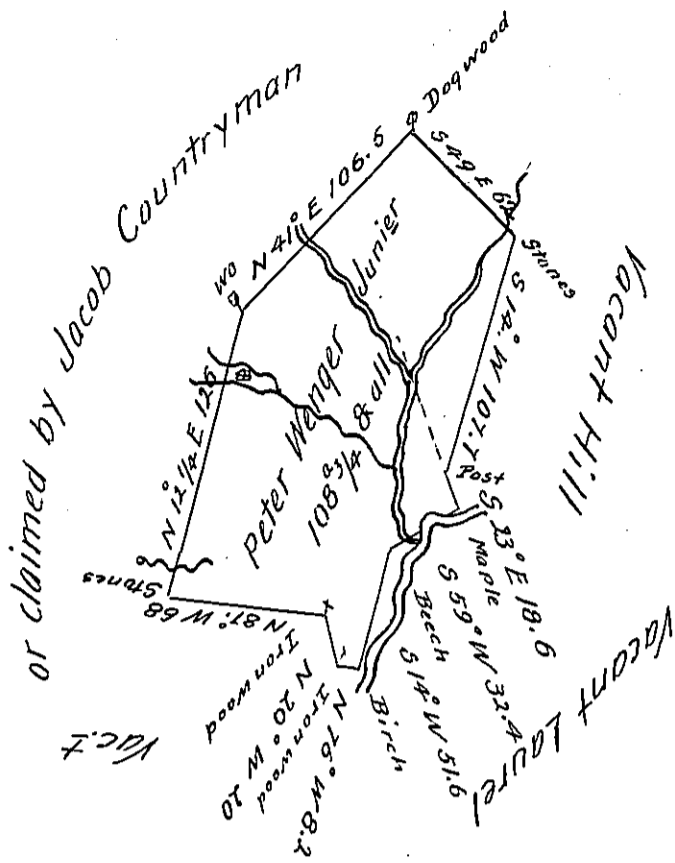 Dogwood
S 49 E 62
Stones
S 14° W 107.7
Post
S 23° E 18.6
Maple
S 59° W 32.4
Beech
S 14° W 51.6
Birch
N 76° W 8.2
Ironwood
N 20° W 20
Ironwood
N 87° W 68
Stones
N 12 1/4° E 126
WO
N 41° E 106.5
Peter Wenger Junier
108 a 3/4 & all.
Vacant Hill
Vacant Laurel
Vac.t
or claimed by Jacob Countryman